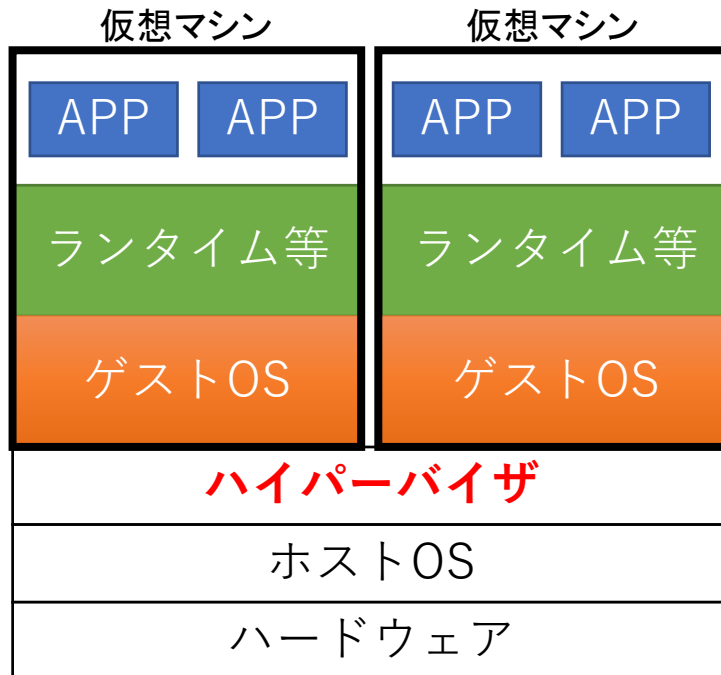 仮想マシン 仮想マシン
APP APP APP APP
ランタイム等 ランタイム等
ゲストOS ゲストOS
ハイパーバイザ
ホストOS
ハードウェア